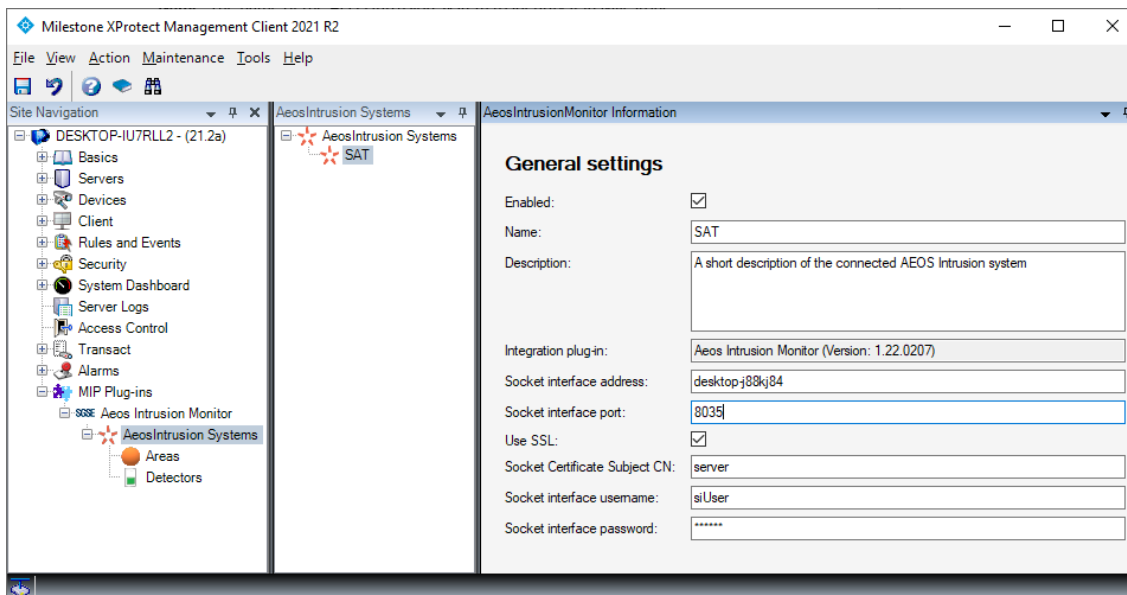 Milestone XProtect Management Client 2021 R2
File View Action Maintenance Tools Help
Site Navigation
DESKTOP-IU7RLL2 - (21.2a)
Basics
Servers
Devices
Client
Rules and Events
Security
System Dashboard
Server Logs
Access Control
Transact
Alarms
MIP Plug-ins
SGSE Aeos Intrusion Monitor
AeosIntrusion Systems
Areas
Detectors
AeosIntrusion Systems
AeosIntrusion Systems
SAT
AeosIntrusionMonitor Information
General settings
Enabled:
Name: SAT
Description: A short description of the connected AEOS Intrusion system
Integration plug-in: Aeos Intrusion Monitor (Version: 1.22.0207)
Socket interface address: desktop-j88kj84
Socket interface port: 8035
Use SSL:
Socket Certificate Subject CN: server
Socket interface username: siUser
Socket interface password: ******